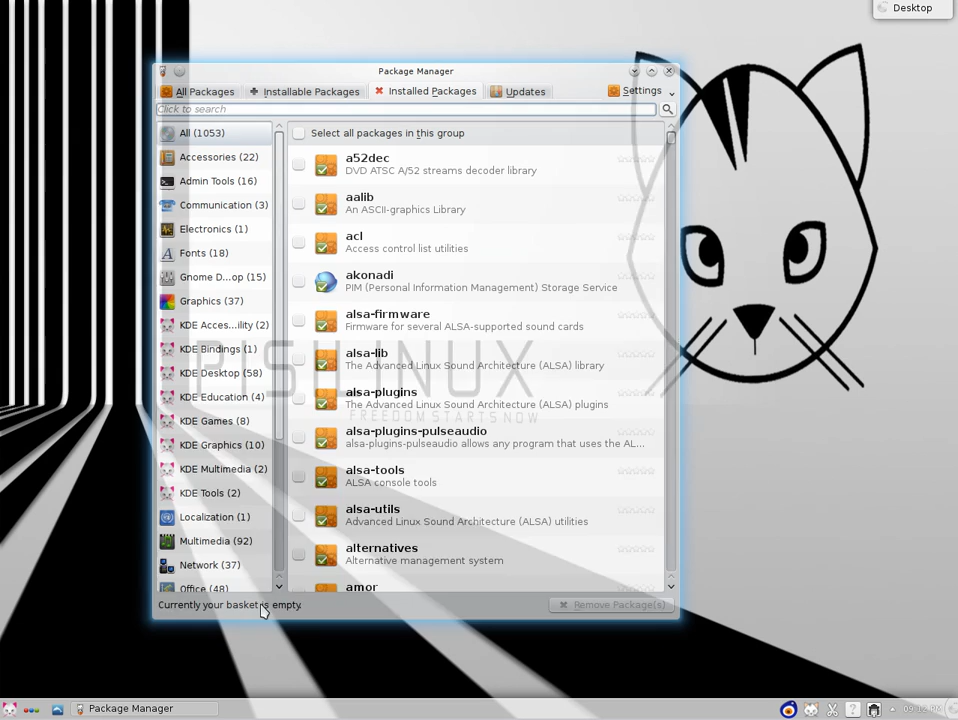 Desktop
Package Manager
All Packages
Installable Packages
Installed Packages
Updates
Settings
Click to search
All (1053)
Accessories (22)
Admin Tools (16)
Communication (3)
Electronics (1)
Fonts (18)
Gnome D...op (15)
Graphics (37)
KDE Acces...ility (2)
KDE Bindings (1)
KDE Desktop (58)
KDE Education (4)
KDE Games (8)
KDE Graphics (10)
KDE Multimedia (2)
KDE Tools (2)
Localization (1)
Multimedia (92)
Network (37)
Office (48)
Select all packages in this group
a52dec
DVD ATSC A/52 streams decoder library
aalib
An ASCII-graphics Library
acl
Access control list utilities
akonadi
PIM (Personal Information Management) Storage Service
alsa-firmware
Firmware for several ALSA-supported sound cards
alsa-lib
The Advanced Linux Sound Architecture (ALSA) library
alsa-plugins
The Advanced Linux Sound Architecture (ALSA) plugins
alsa-plugins-pulseaudio
alsa-plugins-pulseaudio allows any program that uses the AL...
alsa-tools
ALSA console tools
alsa-utils
Advanced Linux Sound Architecture (ALSA) utilities
alternatives
Alternative management system
amor
FREEDOM STARTS NOW
Currently your basket is empty.
Remove Package(s)
Package Manager